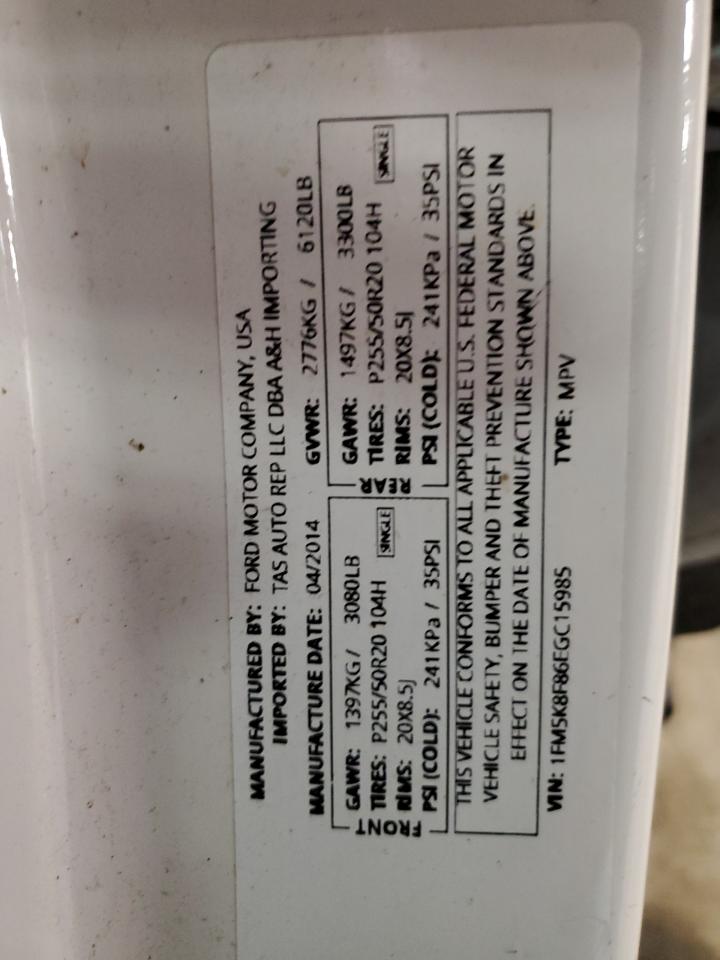 MANUFACTURED BY: FORD MOTOR COMPANY, USA
IMPORTED BY: TAS AUTO REP LLC DBA A&H IMPORTING
MANUFACTURE DATE: 04/2014 GVWR: 2776KG / 6120LB
FRONT
GAWR: 1397KG / 3080LB
TIRES: P255/50R20 104H SINGLE
RIMS: 20X8.5J
PSI (COLD): 241KPa / 35PSI
REAR
GAWR: 1497KG / 3300LB
TIRES: P255/50R20 104H SINGLE
RIMS: 20X8.5J
PSI (COLD): 241KPa / 35PSI
THIS VEHICLE CONFORMS TO ALL APPLICABLE U.S. FEDERAL MOTOR
VEHICLE SAFETY, BUMPER AND THEFT PREVENTION STANDARDS IN
EFFECT ON THE DATE OF MANUFACTURE SHOWN ABOVE.
VIN: 1FM5K8F86EGC15985 TYPE: MPV